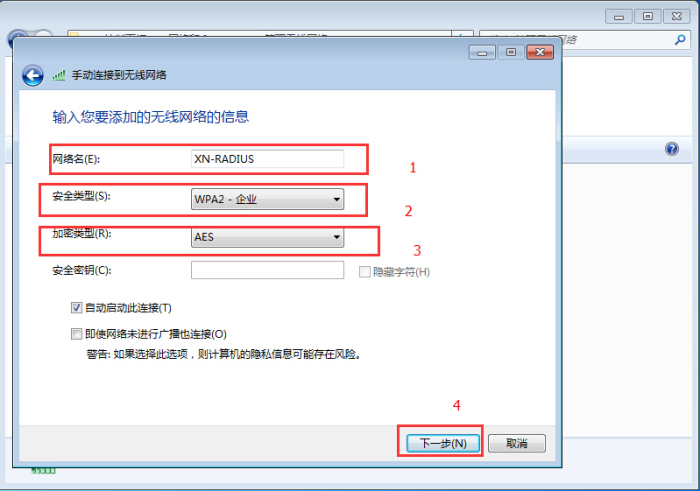 手动连接到无线网络
输入您要添加的无线网络的信息
网络名(E): XN-RADIUS
1
安全类型(S): WPA2 - 企业
2
加密类型(R): AES
3
安全密钥(C): 隐藏字符(H)
自动启动此连接(T)
即使网络未进行广播也连接(O)
警告: 如果选择此选项，则计算机的隐私信息可能存在风险。
4
下一步(N) 取消